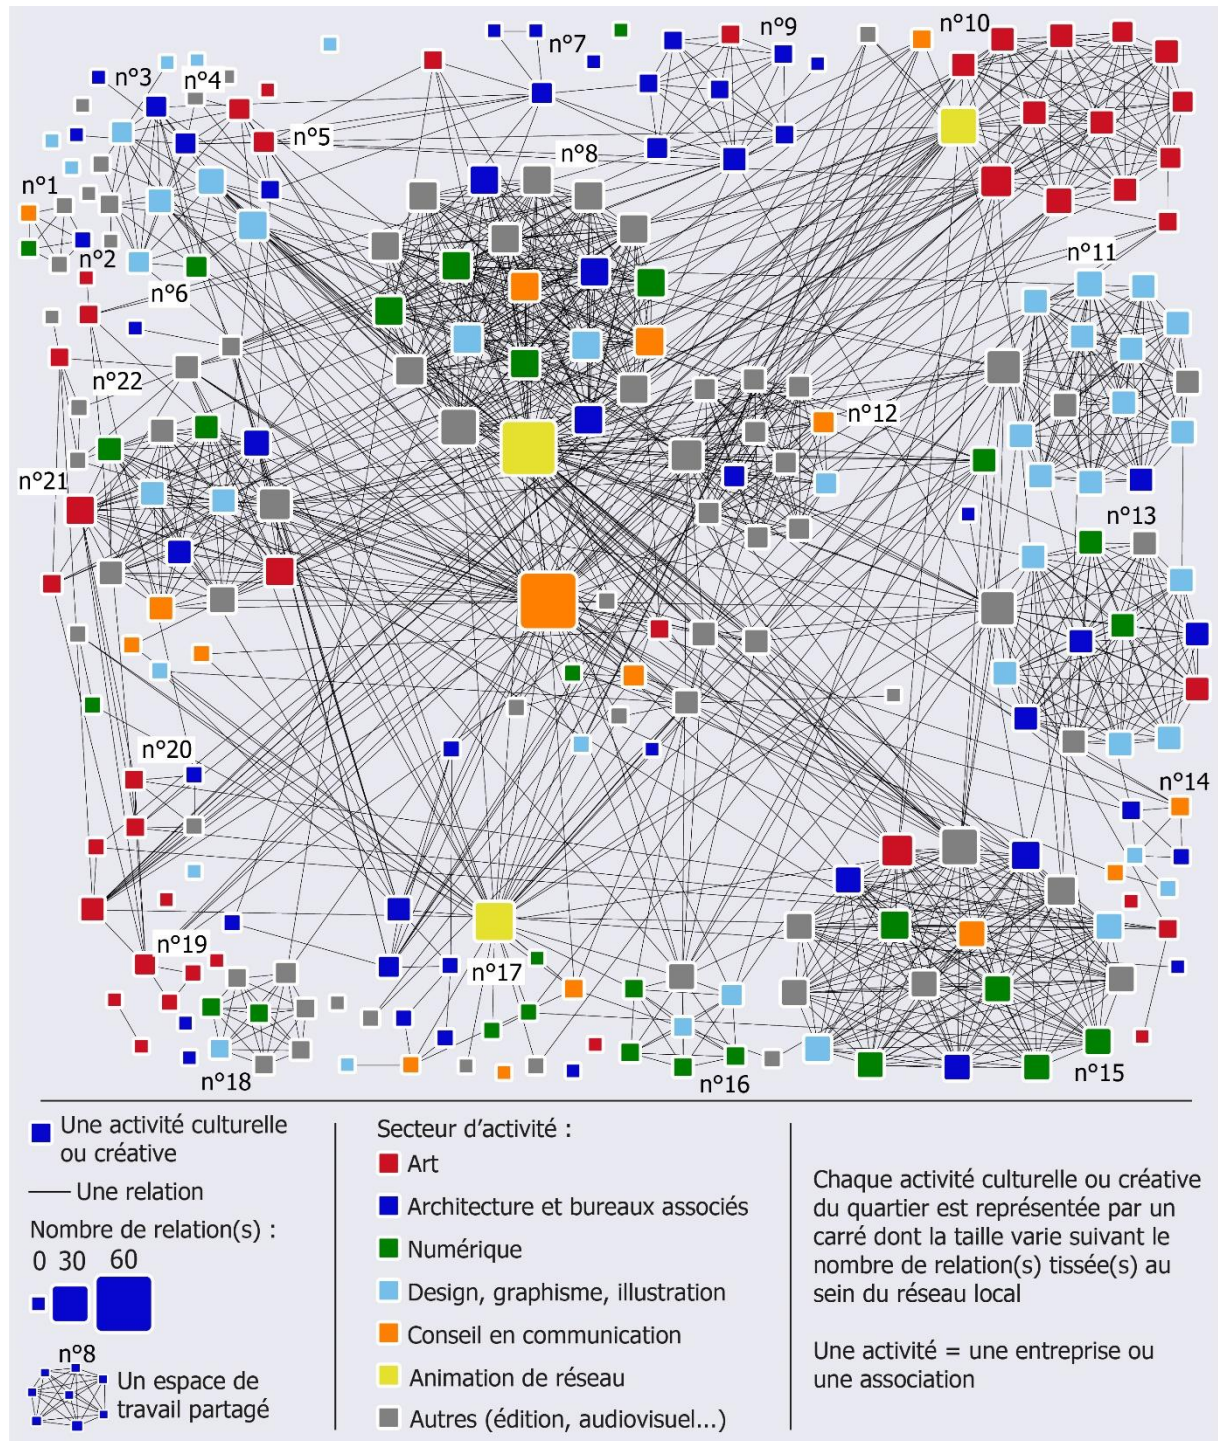 n°7
n°9
n°10
n°3
n°4
n°5
n°8
n°1
n°2
n°6
n°11
n°22
n°12
n°21
n°13
n°20
n°14
n°19
n°17
n°18
n°16
n°15
Une activité culturelle
ou créative
Une relation
Nombre de relation(s) :
0 30 60
n°8
Un espace de
travail partagé
Secteur d’activité :
Art
Architecture et bureaux associés
Numérique
Design, graphisme, illustration
Conseil en communication
Animation de réseau
Autres (édition, audiovisuel...)
Chaque activité culturelle ou créative
du quartier est représentée par un
carré dont la taille varie suivant le
nombre de relation(s) tissée(s) au
sein du réseau local
Une activité = une entreprise ou
une association